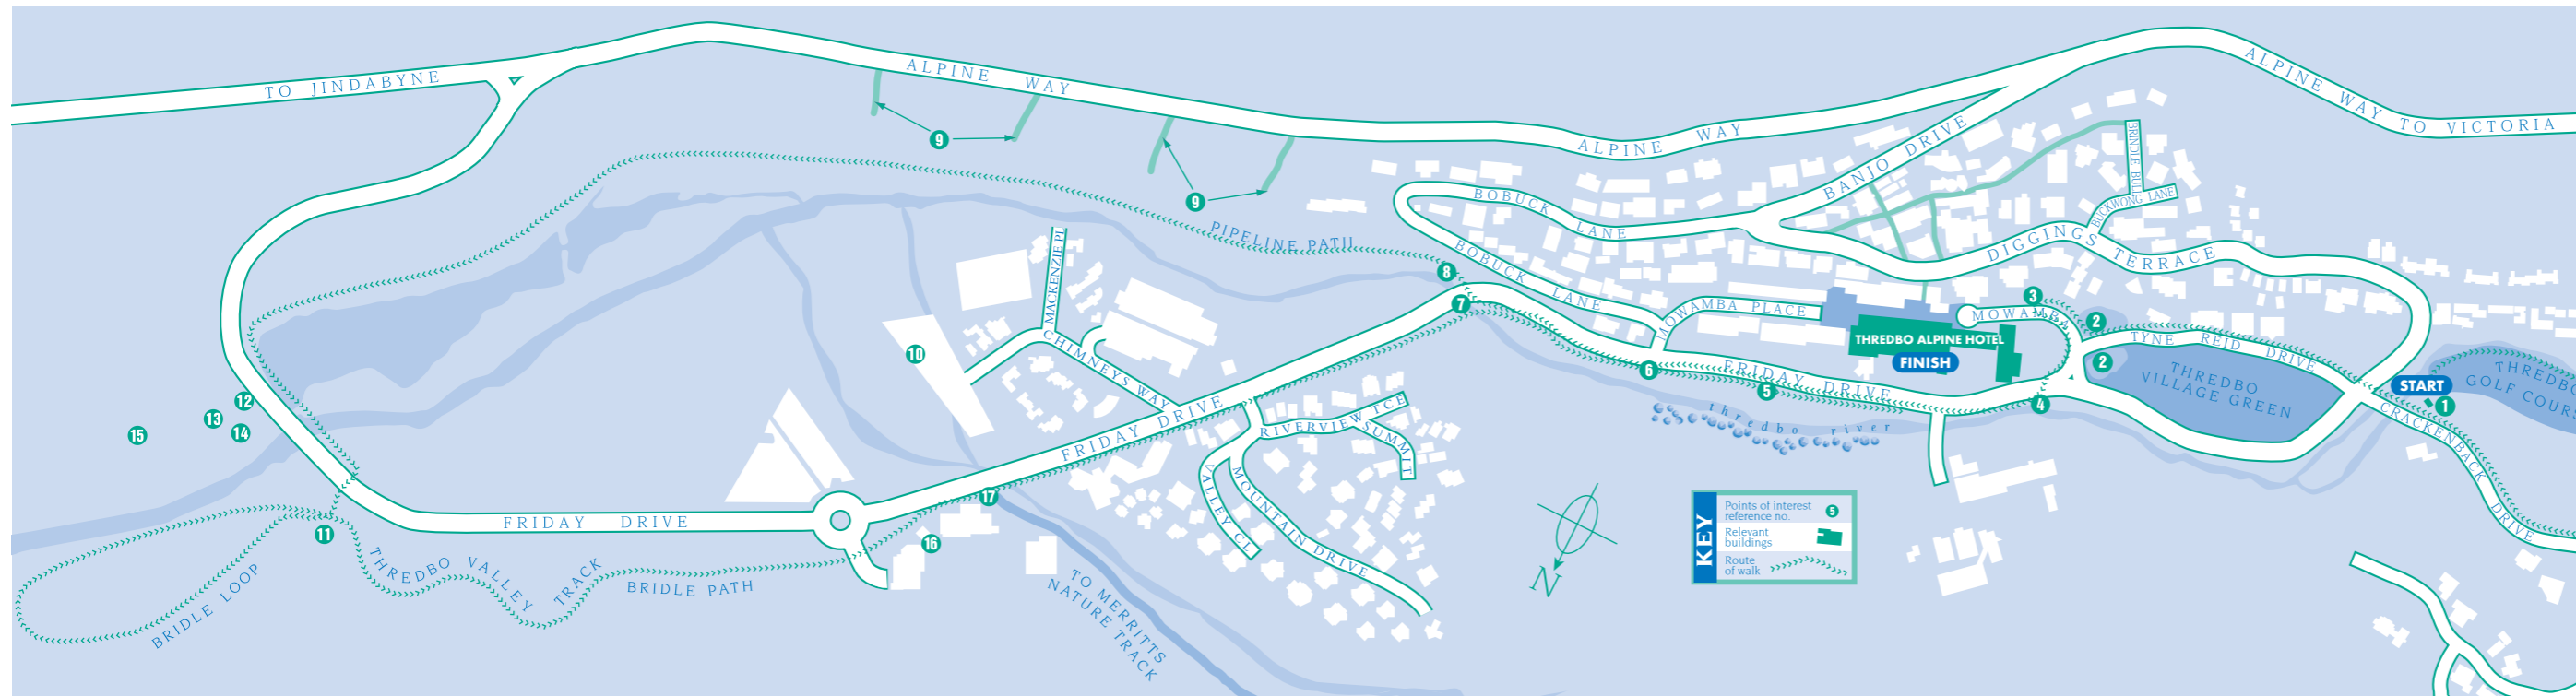 TO JINDABYNE
ALPINE WAY
ALPINE WAY
ALPINE WAY TO VICTORIA
9
9
BANJO DRIVE
BRINDLE BULL
BUCKWONG LANE
BOBUCK LANE
BOBUCK LANE
DIGGINGS TERRACE
PIPELINE PATH
8
7
MOWAMBA PLACE
MOWAMBA
3
2
2
THREDBO ALPINE HOTEL
FINISH
TYNE REID DRIVE
THREDBO
VILLAGE GREEN
START
1
THREDBO
GOLF COURS
CRACKENBACK
DRIVE
MACKENZIE PL
CHIMNEYS WAY
10
6
FRIDAY DRIVE
5
4
thredbo river
12
13
14
15
FRIDAY DRIVE
RIVERVIEW TCE
SUMMIT
VALLEY CL
MOUNTAIN DRIVE
17
16
FRIDAY DRIVE
11
THREDBO VALLEY TRACK
BRIDLE PATH
BRIDLE LOOP
TO MERRITTS
NATURE TRACK
N
KEY
Points of interest
reference no.
5
Relevant
buildings
Route
of walk